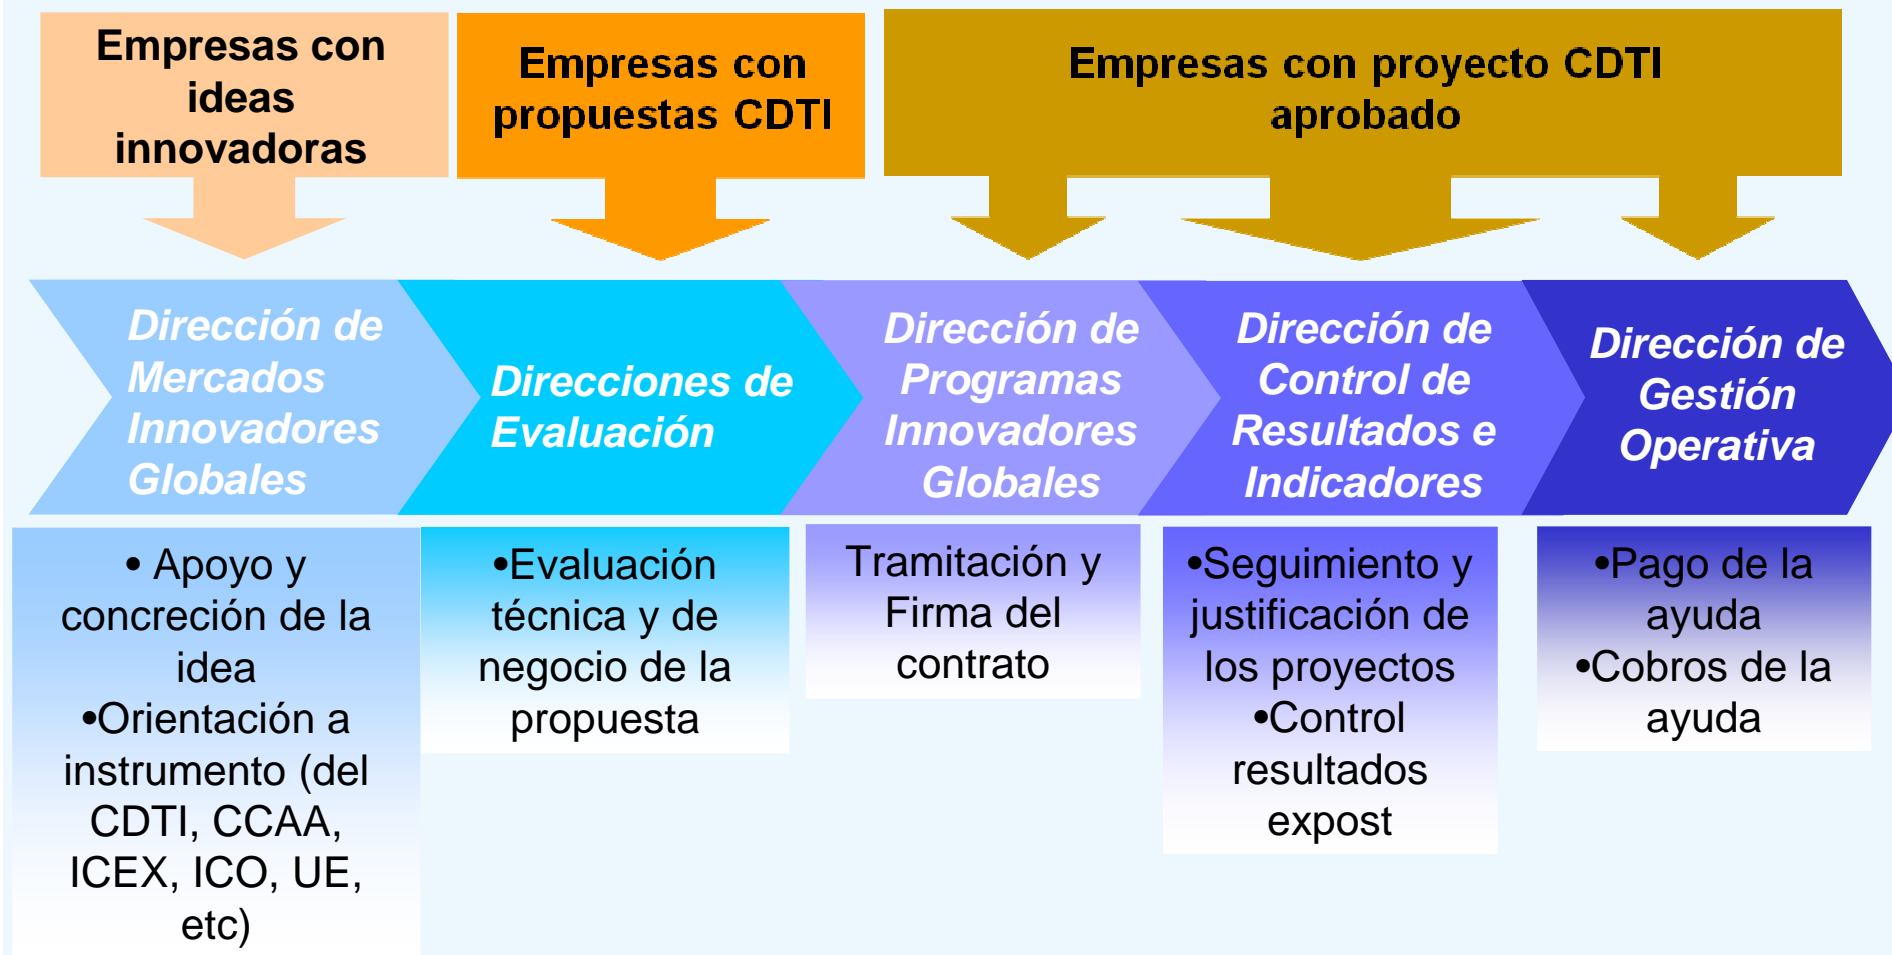 Empresas con
ideas
innovadoras
Empresas con
propuestas CDTI
Empresas con proyecto CDTI
aprobado
Dirección de
Mercados
Innovadores
Globales
Direcciones de
Evaluación
Dirección de
Programas
Innovadores
Globales
Dirección de
Control de
Resultados e
Indicadores
Dirección de
Gestión
Operativa
• Apoyo y
concreción de la
idea
•Orientación a
instrumento (del
CDTI, CCAA,
ICEX, ICO, UE,
etc)
•Evaluación
técnica y de
negocio de la
propuesta
Tramitación y
Firma del
contrato
•Seguimiento y
justificación de
los proyectos
•Control
resultados
expost
•Pago de la
ayuda
•Cobros de la
ayuda